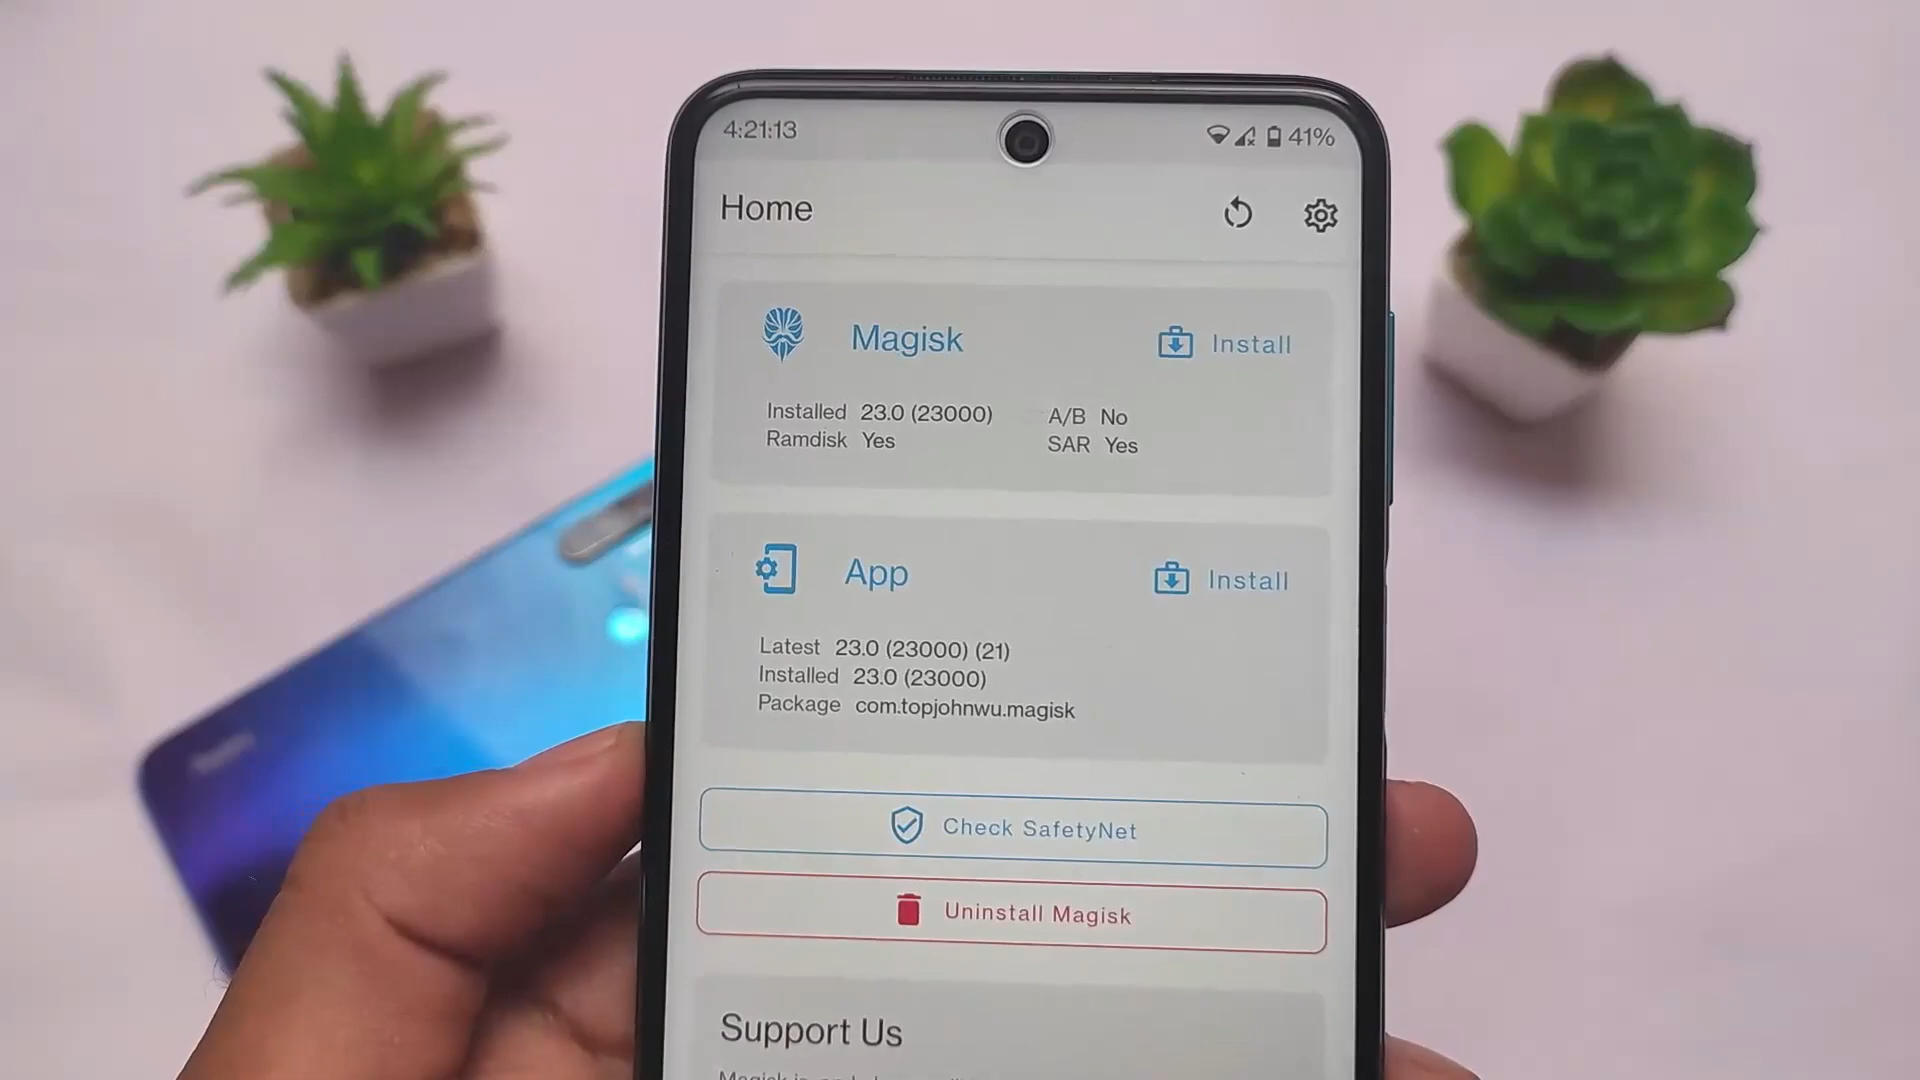 4:21:13 41%
Home
Magisk Install
Installed 23.0 (23000) A/B No
Ramdisk Yes SAR Yes
App Install
Latest 23.0 (23000) (21)
Installed 23.0 (23000)
Package com.topjohnwu.magisk
Check SafetyNet
Uninstall Magisk
Support Us